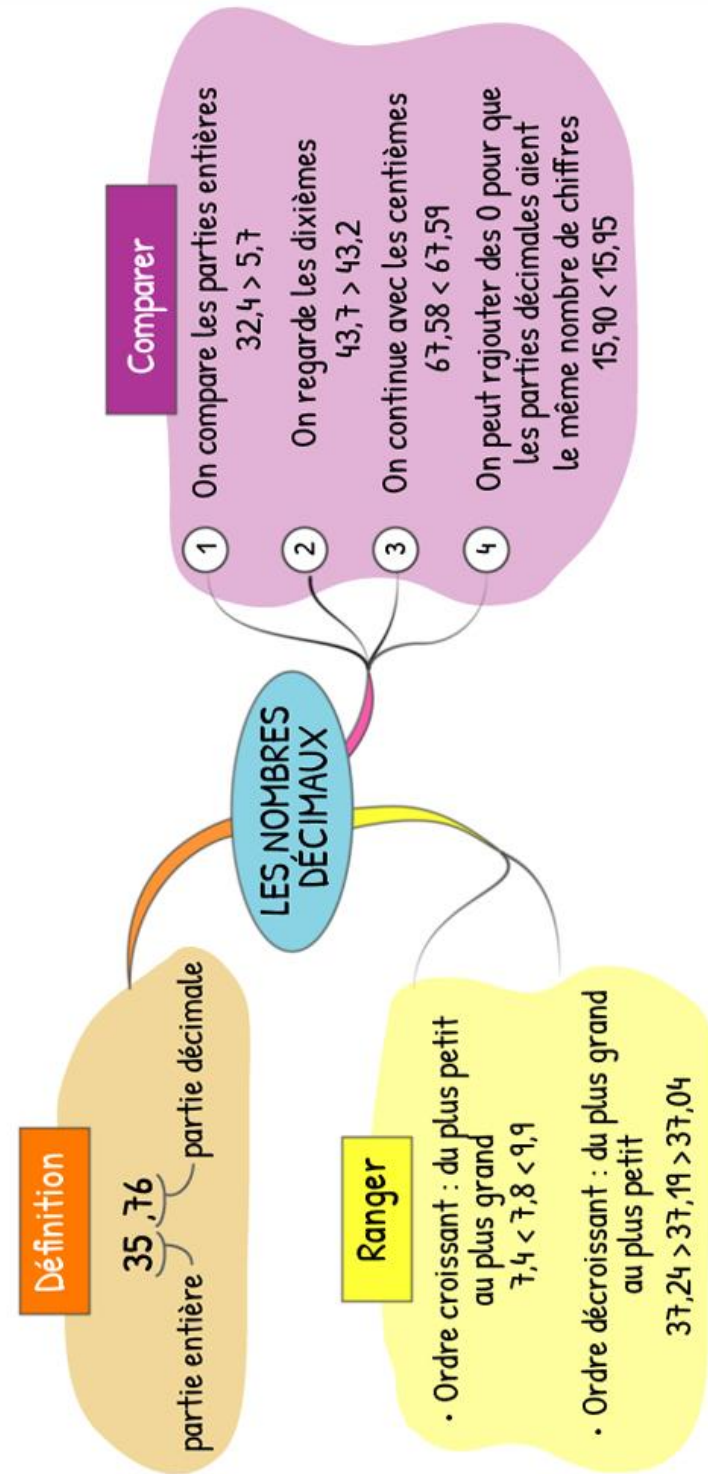 LES NOMBRES
DÉCIMAUX
Définition
35,76
partie entière
partie décimale
Comparer
1 On compare les parties entières
32,4 > 5,7
2 On regarde les dixièmes
43,7 > 43,2
3 On continue avec les centièmes
67,58 < 67,59
4 On peut rajouter des 0 pour que
les parties décimales aient
le même nombre de chiffres
15,90 < 15,95
Ranger
• Ordre croissant : du plus petit
au plus grand
7,4 < 7,8 < 9,9
• Ordre décroissant : du plus grand
au plus petit
37,24 > 37,19 > 37,04